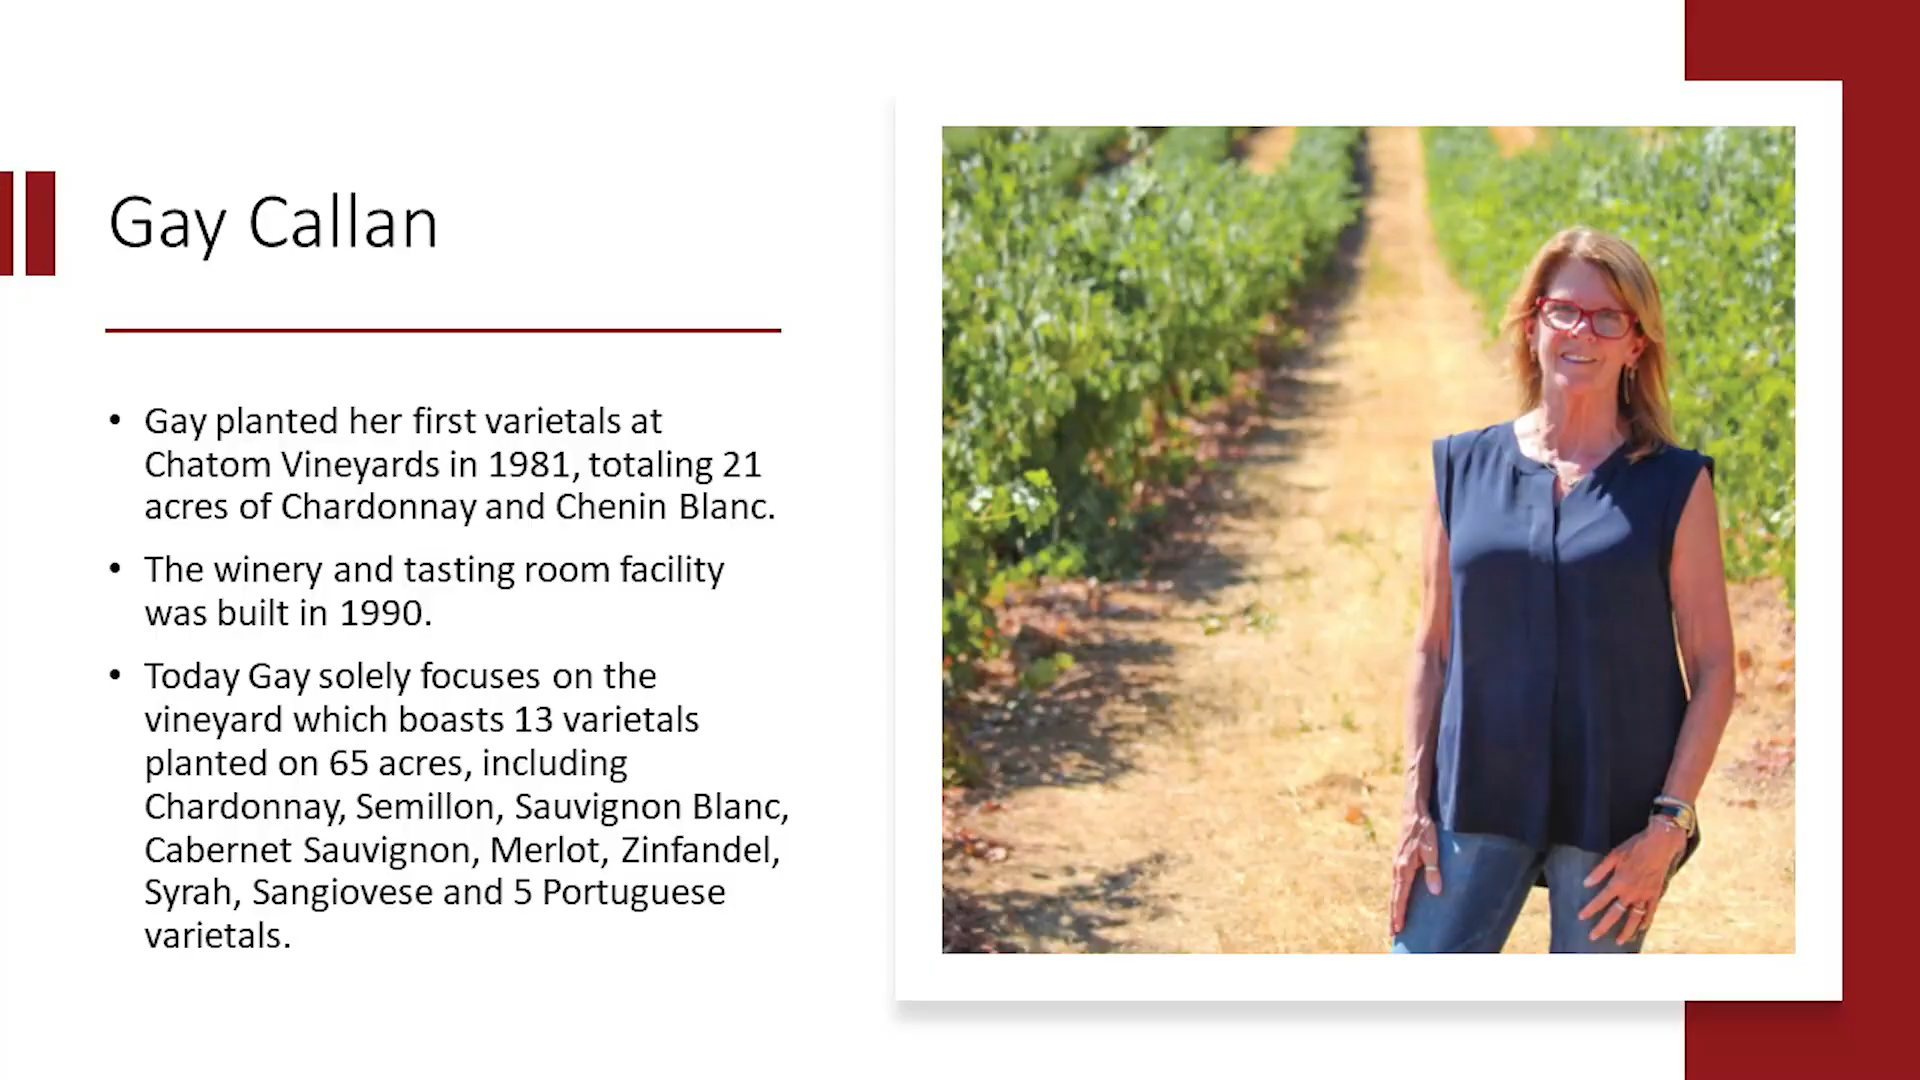 Gay Callan
• Gay planted her first varietals at
Chatom Vineyards in 1981, totaling 21
acres of Chardonnay and Chenin Blanc.
• The winery and tasting room facility
was built in 1990.
• Today Gay solely focuses on the
vineyard which boasts 13 varietals
planted on 65 acres, including
Chardonnay, Semillon, Sauvignon Blanc,
Cabernet Sauvignon, Merlot, Zinfandel,
Syrah, Sangiovese and 5 Portuguese
varietals.